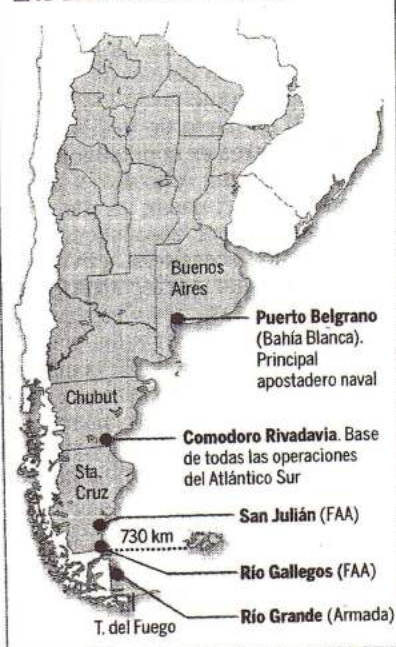 Buenos
Aires
Puerto Belgrano
(Bahía Blanca).
Principal
apostadero naval
Chubut
Comodoro Rivadavia. Base
de todas las operaciones
del Atlántico Sur
Sta.
Cruz
San Julián (FAA)
730 km
Río Gallegos (FAA)
Río Grande (Armada)
T. del Fuego